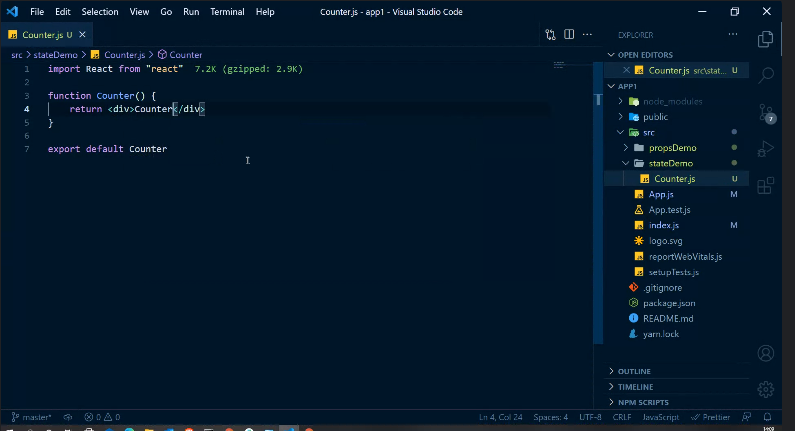 File Edit Selection View Go Run Terminal Help Counter.js - app1 - Visual Studio Code
Counter.js U
src > stateDemo > Counter.js > Counter
1 import React from "react" 7.2K (gzipped: 2.9K)
2
3 function Counter() {
4 return <div>Counter</div>
5 }
6
7 export default Counter
EXPLORER
OPEN EDITORS
Counter.js src\stat... U
APP1
node_modules
public
src
propsDemo
stateDemo
Counter.js U
App.js M
App.test.js
index.js M
logo.svg
reportWebVitals.js
setupTests.js
.gitignore
package.json
README.md
yarn.lock
OUTLINE
TIMELINE
NPM SCRIPTS
7
master* 0 0 Ln 4, Col 24 Spaces: 4 UTF-8 CRLF JavaScript Prettier